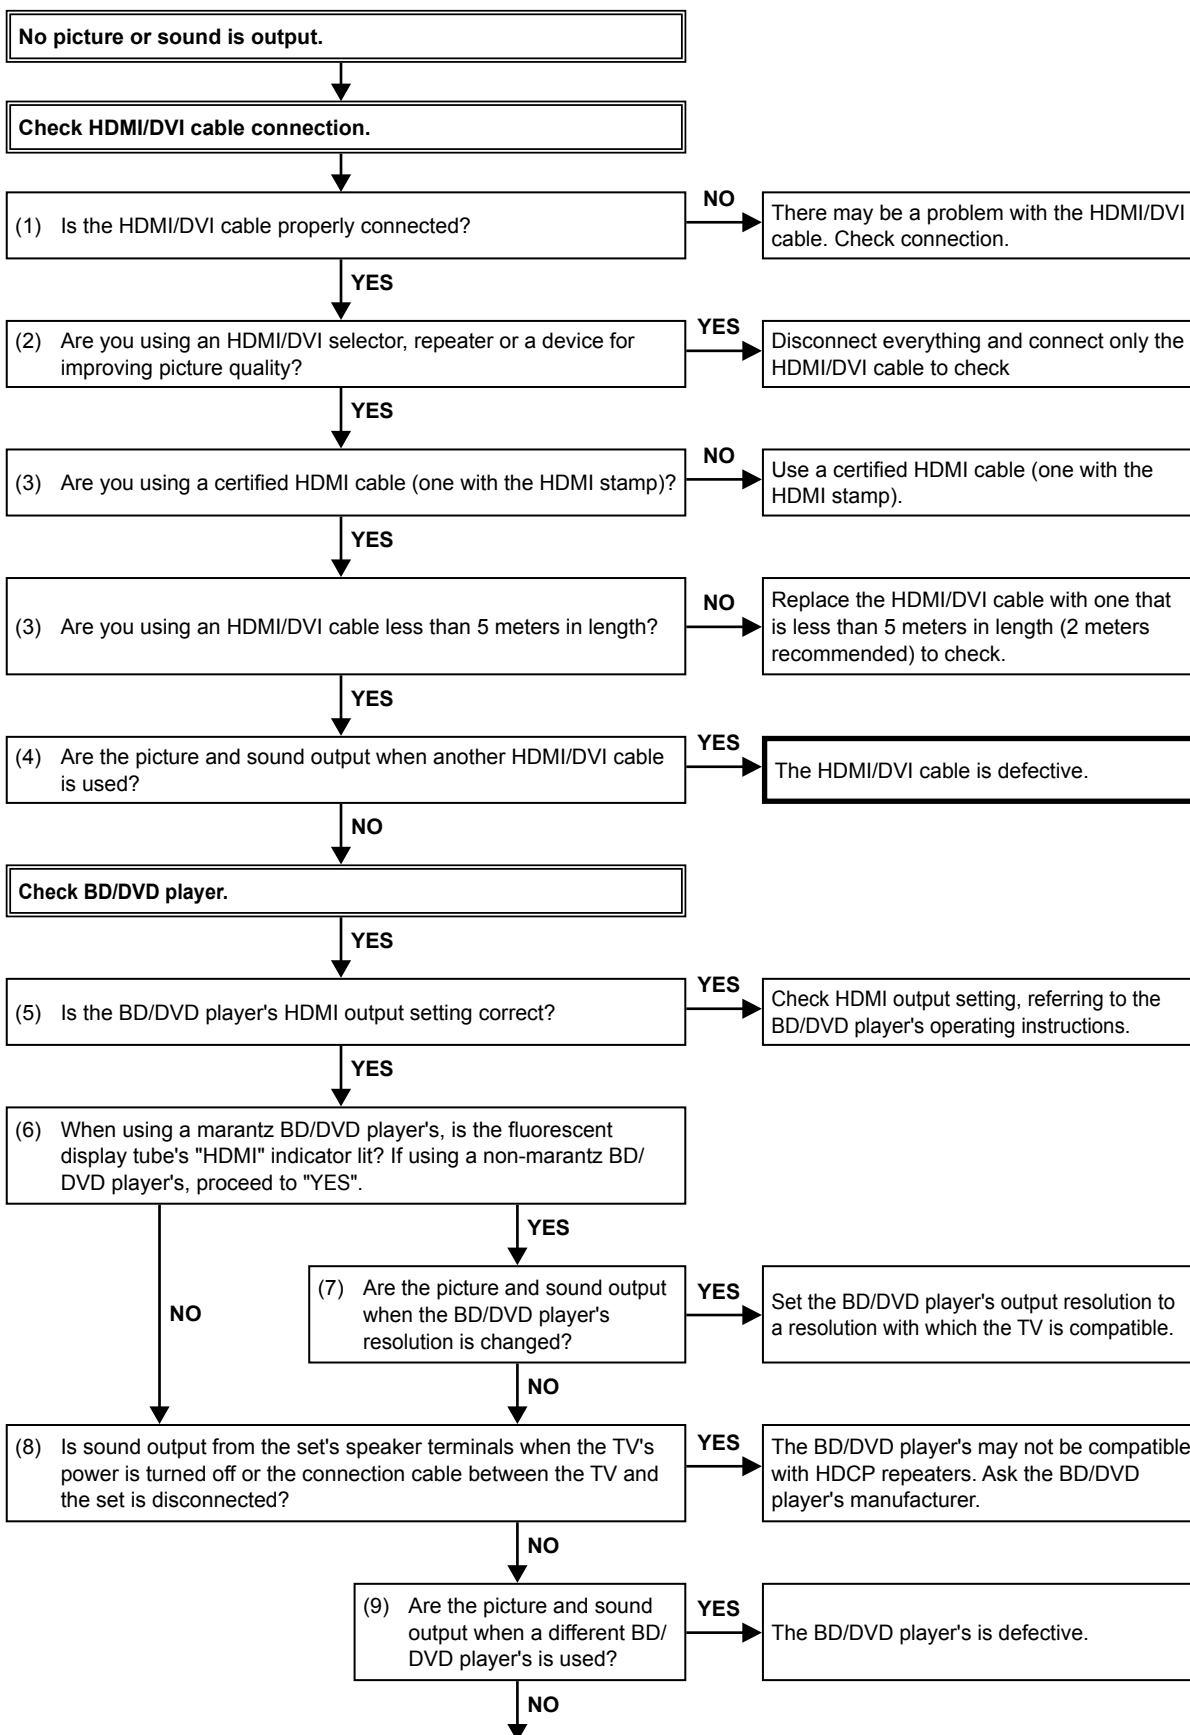 No picture or sound is output.
Check HDMI/DVI cable connection.
(1) Is the HDMI/DVI cable properly connected?
NO
There may be a problem with the HDMI/DVI
cable. Check connection.
YES
(2) Are you using an HDMI/DVI selector, repeater or a device for
improving picture quality?
YES
Disconnect everything and connect only the
HDMI/DVI cable to check
YES
(3) Are you using a certified HDMI cable (one with the HDMI stamp)?
NO
Use a certified HDMI cable (one with the
HDMI stamp).
YES
(3) Are you using an HDMI/DVI cable less than 5 meters in length?
NO
Replace the HDMI/DVI cable with one that
is less than 5 meters in length (2 meters
recommended) to check.
YES
(4) Are the picture and sound output when another HDMI/DVI cable
is used?
YES
The HDMI/DVI cable is defective.
NO
Check BD/DVD player.
YES
(5) Is the BD/DVD player's HDMI output setting correct?
YES
Check HDMI output setting, referring to the
BD/DVD player's operating instructions.
YES
(6) When using a marantz BD/DVD player's, is the fluorescent
display tube's "HDMI" indicator lit? If using a non-marantz BD/
DVD player's, proceed to "YES".
YES
NO
(7) Are the picture and sound output
when the BD/DVD player's
resolution is changed?
YES
Set the BD/DVD player's output resolution to
a resolution with which the TV is compatible.
NO
(8) Is sound output from the set's speaker terminals when the TV's
power is turned off or the connection cable between the TV and
the set is disconnected?
YES
The BD/DVD player's may not be compatible
with HDCP repeaters. Ask the BD/DVD
player's manufacturer.
NO
(9) Are the picture and sound
output when a different BD/
DVD player's is used?
YES
The BD/DVD player's is defective.
NO